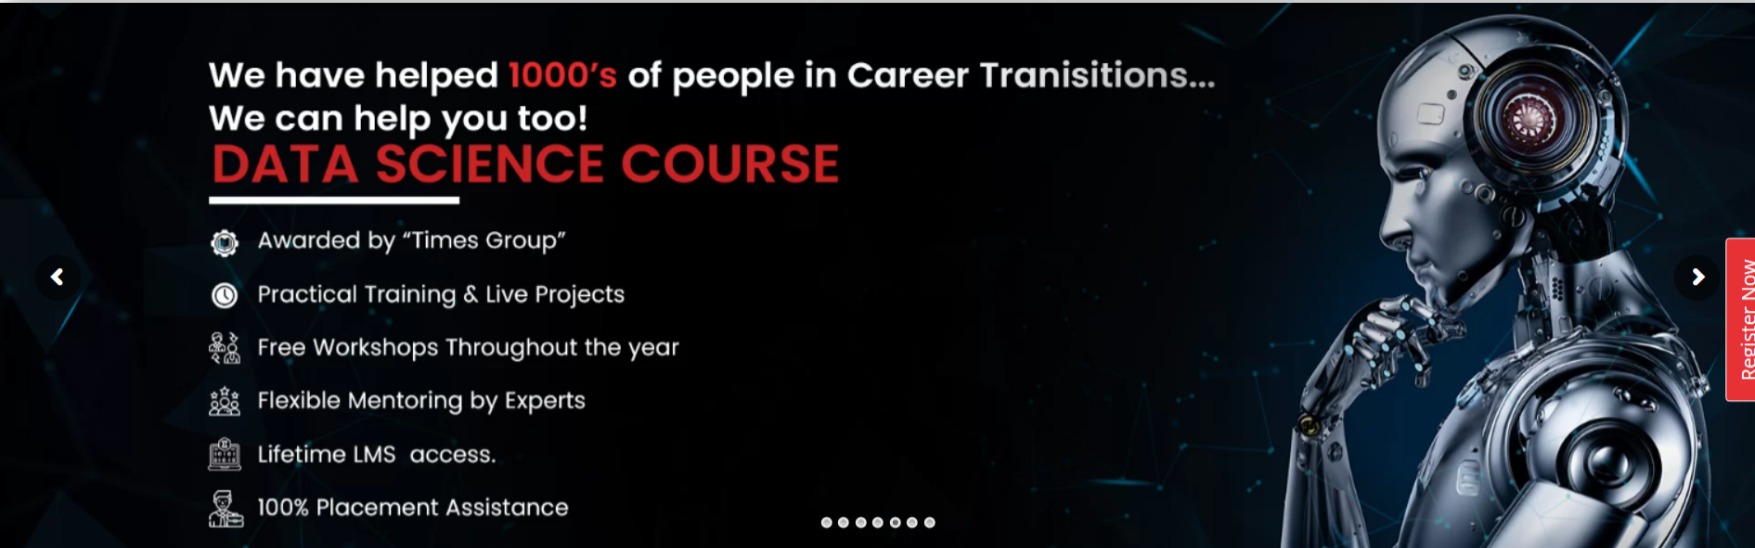 We have helped 1000's of people in Career Tranisitions...
We can help you too!
DATA SCIENCE COURSE
Awarded by “Times Group”
Practical Training & Live Projects
Free Workshops Throughout the year
Flexible Mentoring by Experts
Lifetime LMS access.
100% Placement Assistance
Register Now